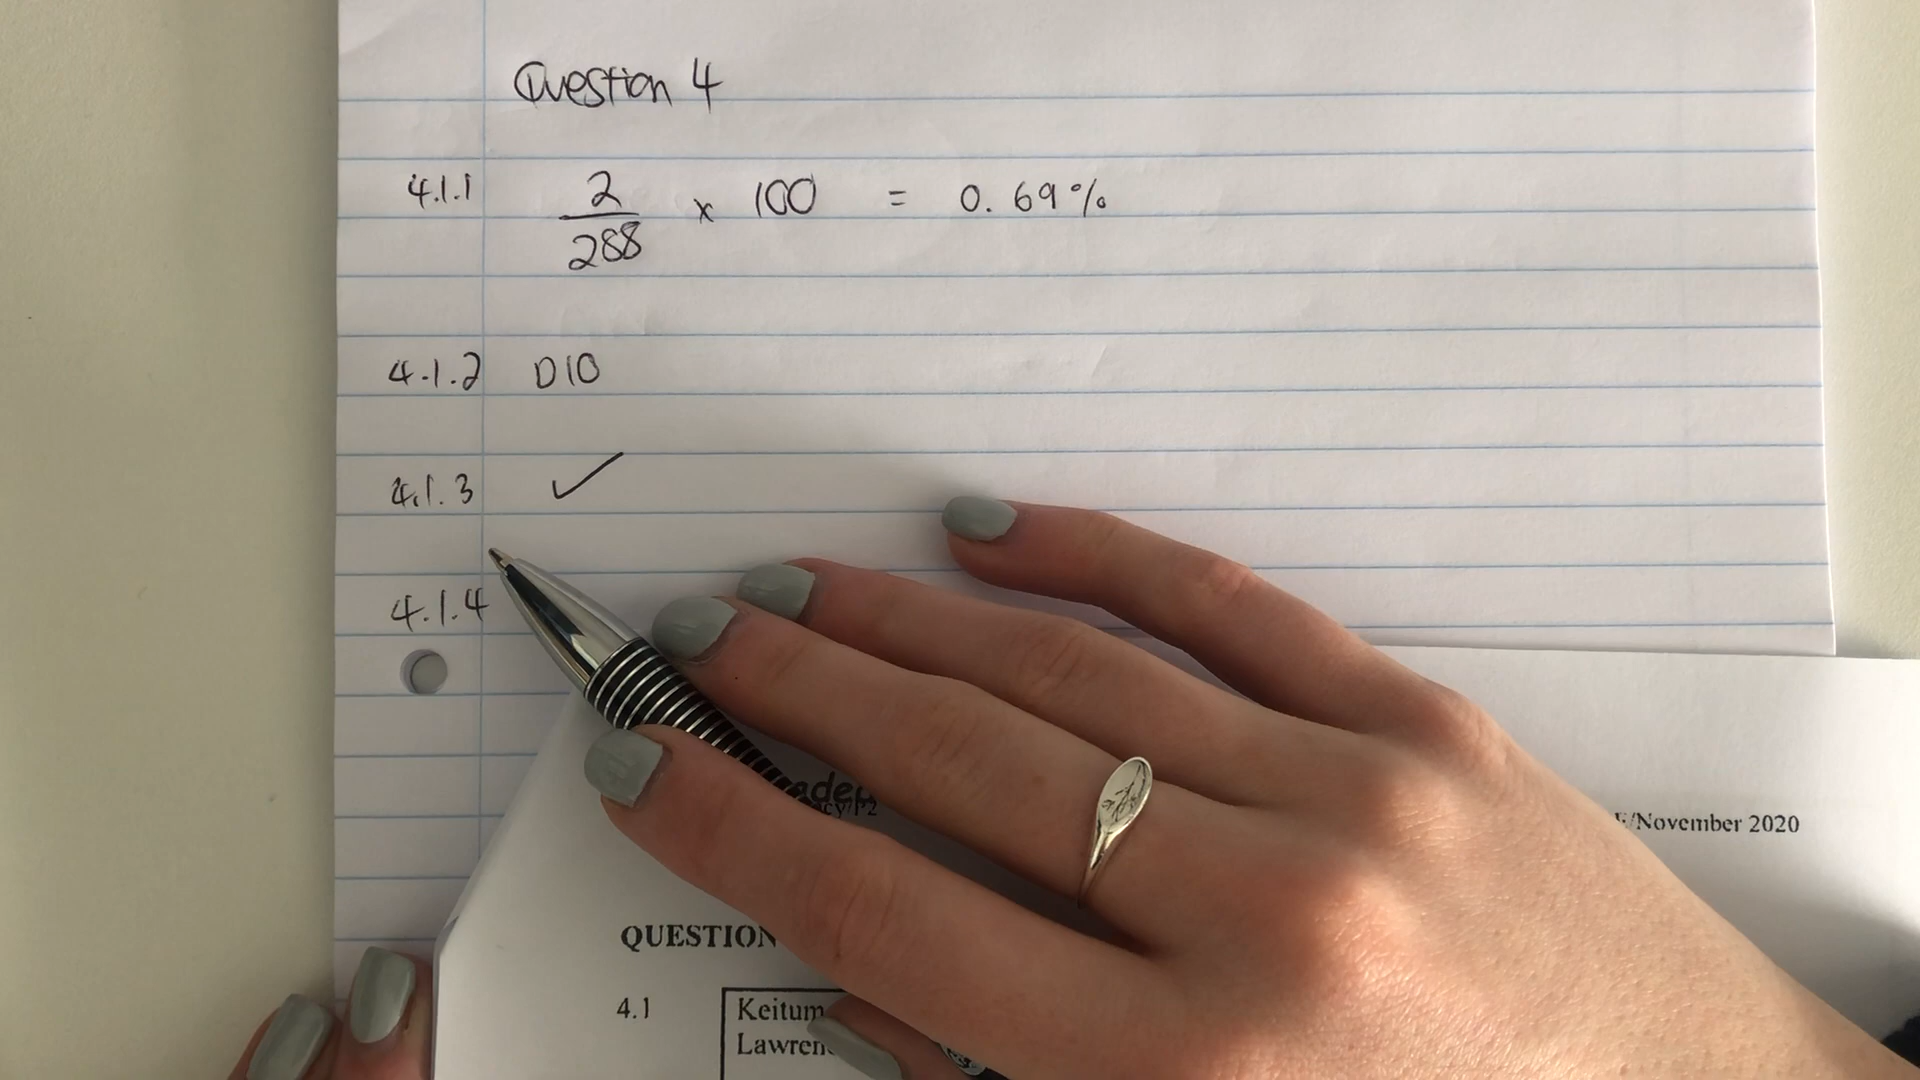 Question 4
4.1.1 2/288 x 100 = 0.69%
4.1.2 D10
4.1.3 ✓
4.1.4
/November 2020
QUESTION
4.1 Keitum